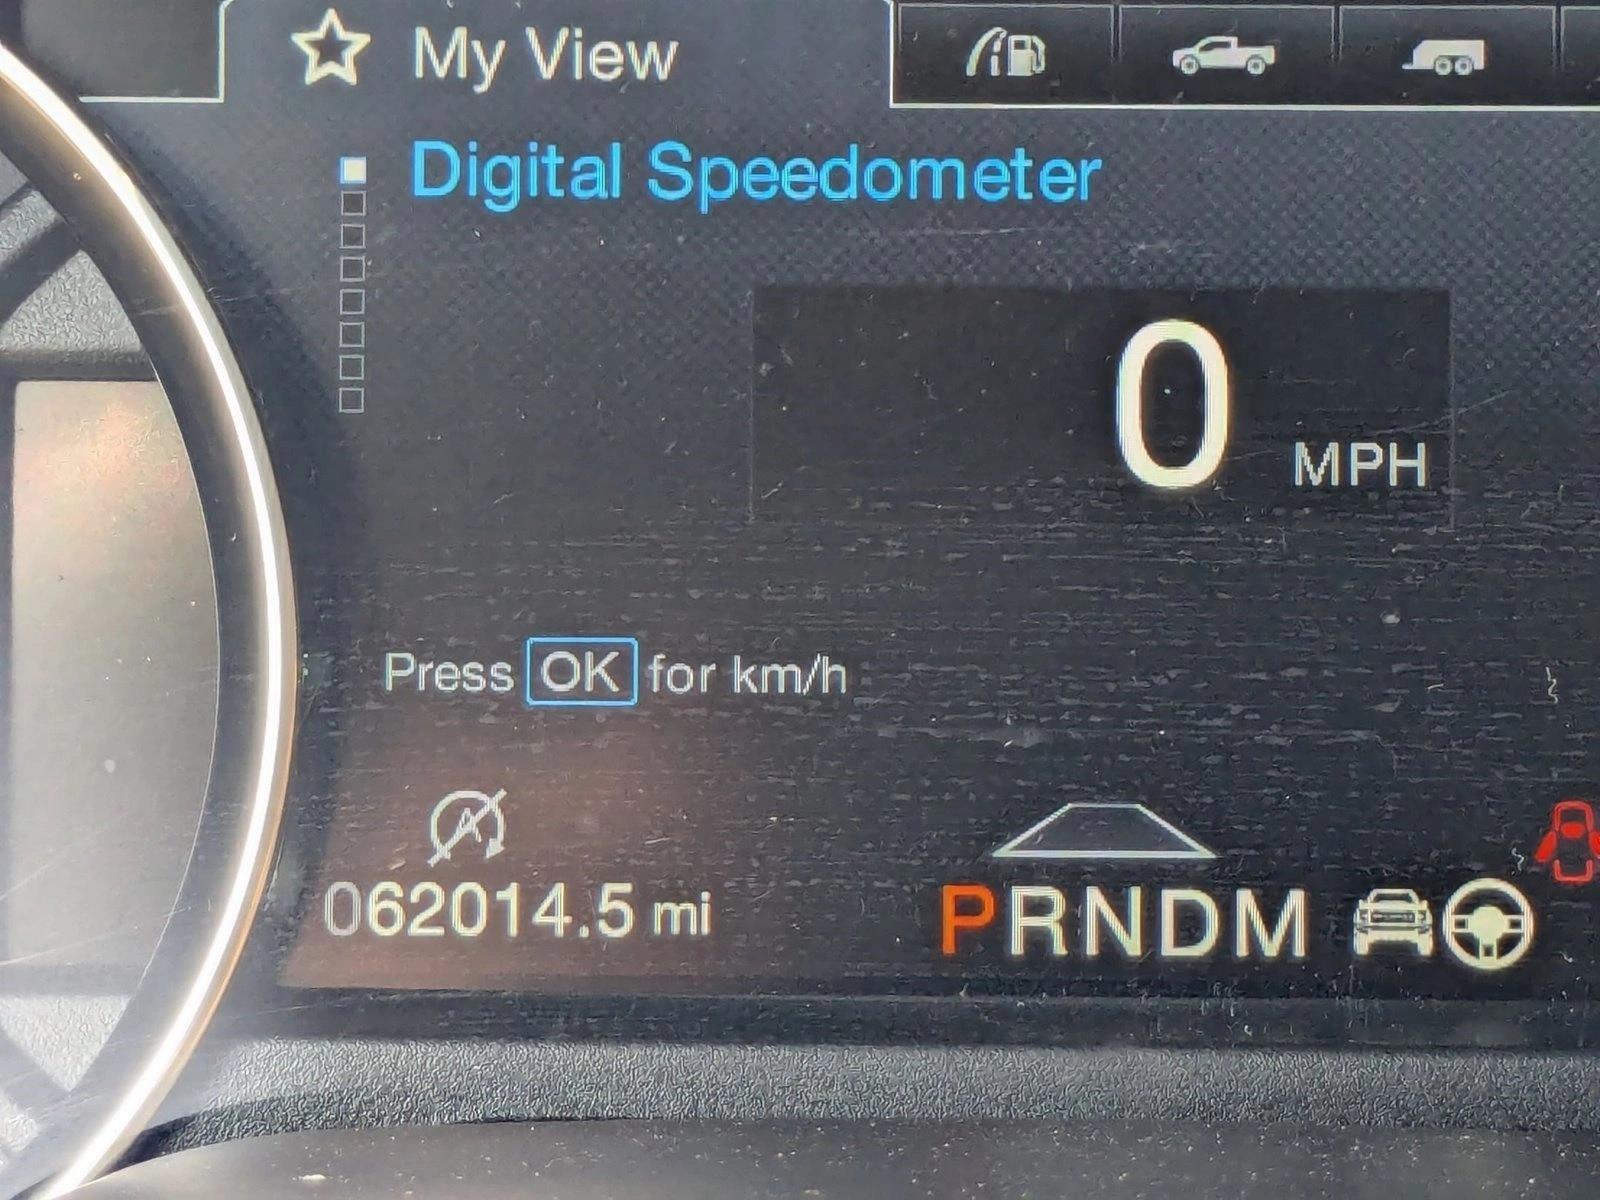 My View
Digital Speedometer
0 MPH
Press OK for km/h
062014.5 mi
PRNDM